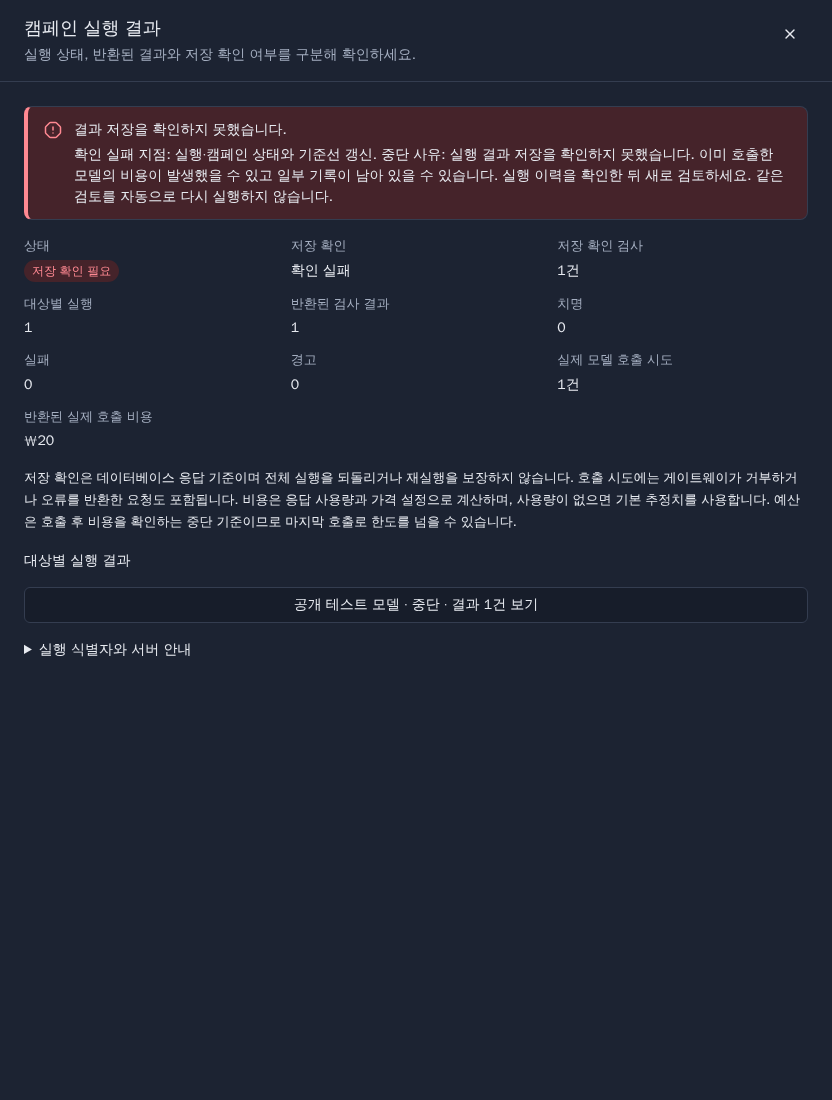 캠페인 실행 결과
실행 상태, 반환된 결과와 저장 확인 여부를 구분해 확인하세요.
결과 저장을 확인하지 못했습니다.
확인 실패 지점: 실행·캠페인 상태와 기준선 갱신. 중단 사유: 실행 결과 저장을 확인하지 못했습니다. 이미 호출한
모델의 비용이 발생했을 수 있고 일부 기록이 남아 있을 수 있습니다. 실행 이력을 확인한 뒤 새로 검토하세요. 같은
검토를 자동으로 다시 실행하지 않습니다.
상태 저장 확인 저장 확인 검사
저장 확인 필요 확인 실패 1건
대상별 실행 반환된 검사 결과 치명
1 1 0
실패 경고 실제 모델 호출 시도
0 0 1건
반환된 실제 호출 비용
₩20
저장 확인은 데이터베이스 응답 기준이며 전체 실행을 되돌리거나 재실행을 보장하지 않습니다. 호출 시도에는 게이트웨이가 거부하거
나 오류를 반환한 요청도 포함됩니다. 비용은 응답 사용량과 가격 설정으로 계산하며, 사용량이 없으면 기본 추정치를 사용합니다. 예산
은 호출 후 비용을 확인하는 중단 기준이므로 마지막 호출로 한도를 넘을 수 있습니다.
대상별 실행 결과
공개 테스트 모델 · 중단 · 결과 1건 보기
실행 식별자와 서버 안내